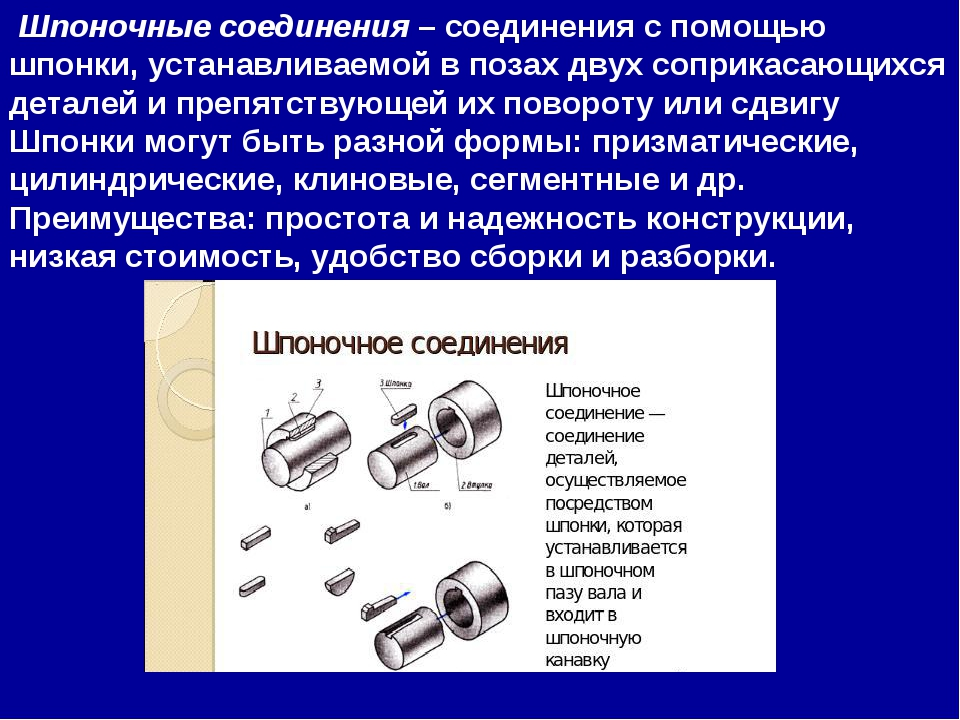 Шпоночные соединения – соединения с помощью
шпонки, устанавливаемой в позах двух соприкасающихся
деталей и препятствующей их повороту или сдвигу
Шпонки могут быть разной формы: призматические,
цилиндрические, клиновые, сегментные и др.
Преимущества: простота и надежность конструкции,
низкая стоимость, удобство сборки и разборки.
Шпоночное соединения
1
2
3
3 Шпонка
1 Вал
2 Втулка
а)
б)
Шпоночное
соединение —
соединение
деталей,
осуществляемое
посредством
шпонки, которая
устанавливается
в шпоночном
пазу вала и
входит в
шпоночную
канавку